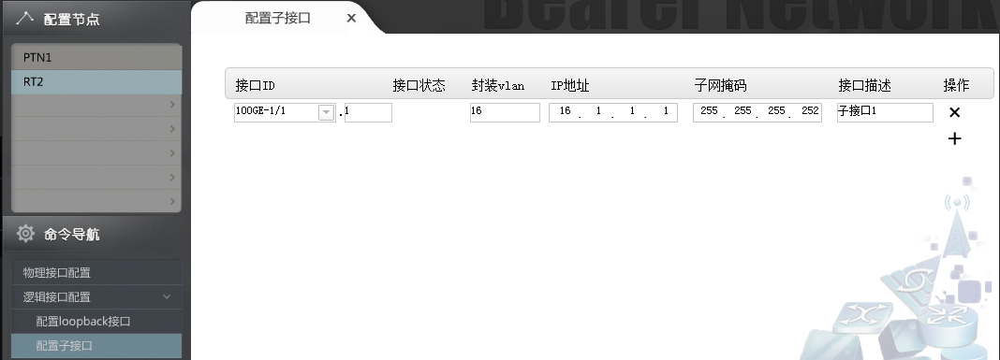 Bearer Network
配置节点
配置子接口 ×
PTN1
RT2
接口ID 接口状态 封装vlan IP地址 子网掩码 接口描述 操作
100GE-1/1 .1 16 16 . 1 . 1 . 1 255 . 255 . 255 . 252 子接口1 ×
+
命令导航
物理接口配置
逻辑接口配置
配置loopback接口
配置子接口